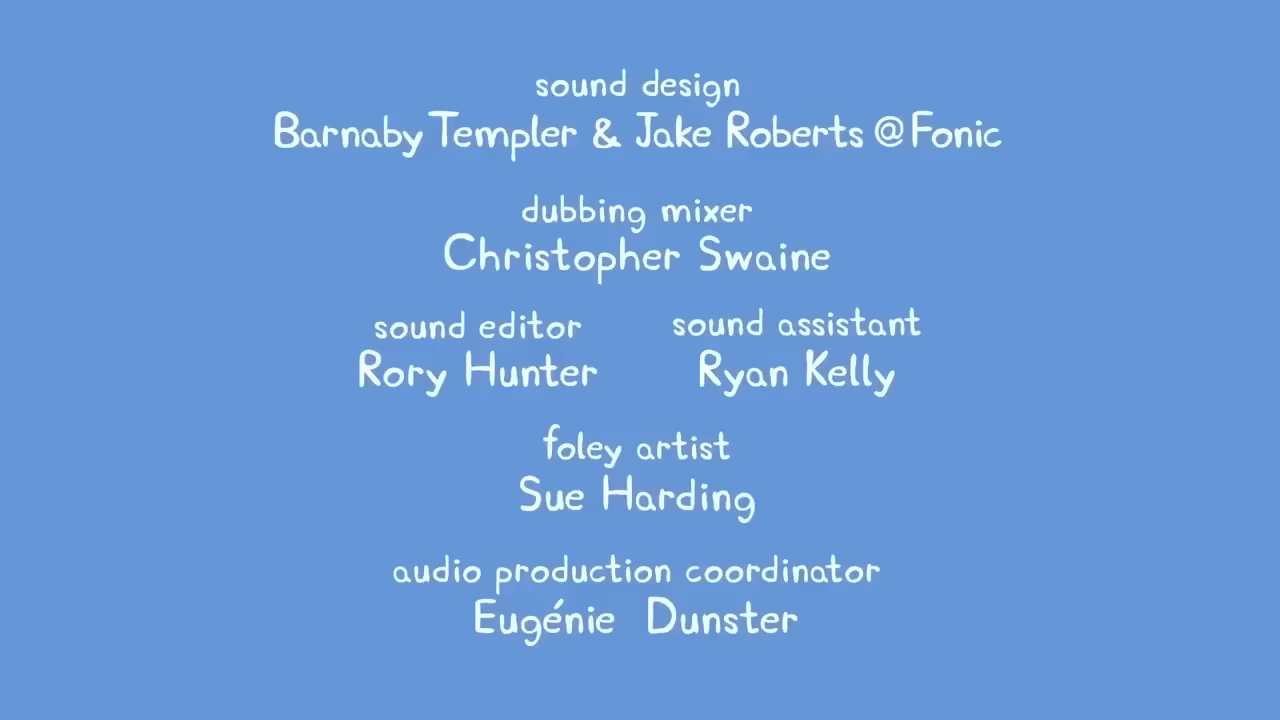 sound design
Barnaby Templer & Jake Roberts @ Fonic
dubbing mixer
Christopher Swaine
sound editor
Rory Hunter
sound assistant
Ryan Kelly
foley artist
Sue Harding
audio production coordinator
Eugénie Dunster